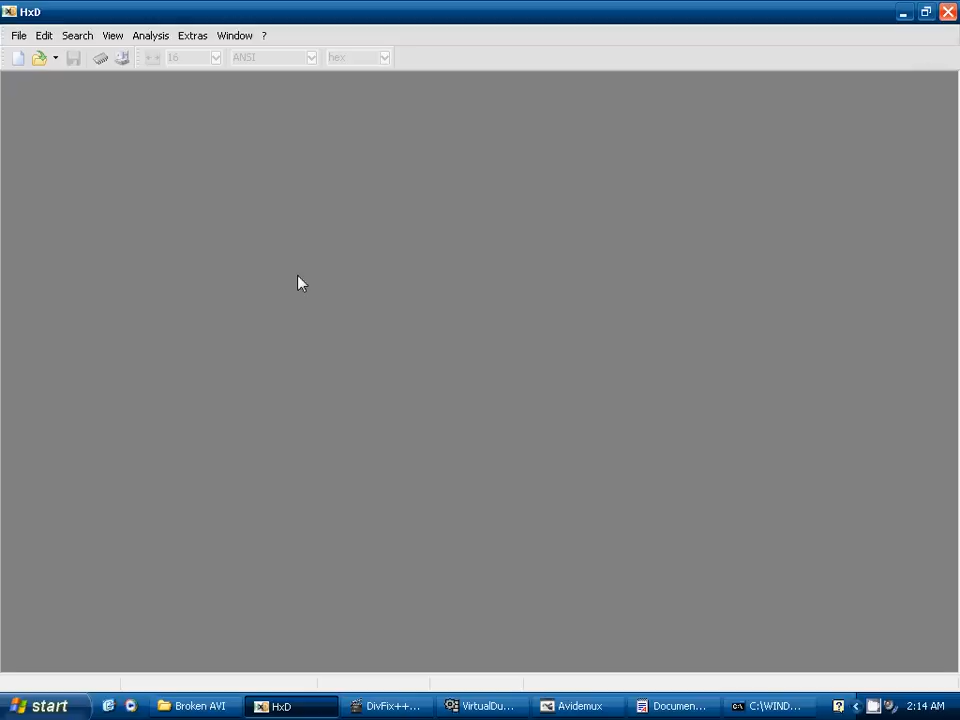 HxD
File Edit Search View Analysis Extras Window ?
16 ANSI hex
start Broken AVI HxD DivFix++... VirtualDu... Avidemux Documen... C:\WIND... 2:14 AM